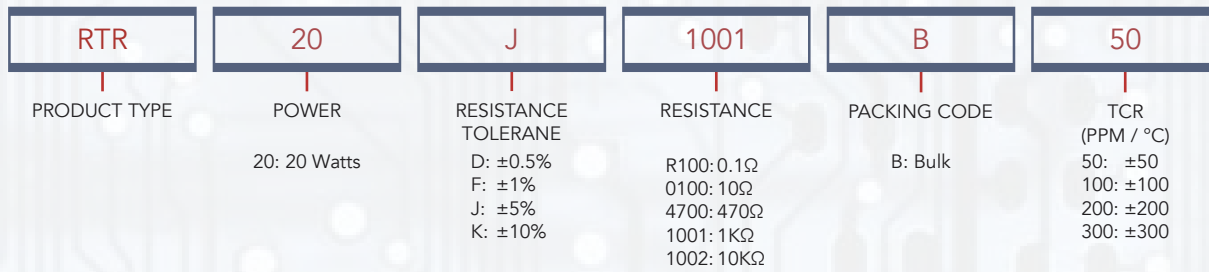 RTR 20 J 1001 B 50
PRODUCT TYPE
POWER
20: 20 Watts
RESISTANCE
TOLERANE
D: ±0.5%
F: ±1%
J: ±5%
K: ±10%
RESISTANCE
R100: 0.1Ω
0100: 10Ω
4700: 470Ω
1001: 1KΩ
1002: 10KΩ
PACKING CODE
B: Bulk
TCR
(PPM / °C)
50: ±50
100: ±100
200: ±200
300: ±300